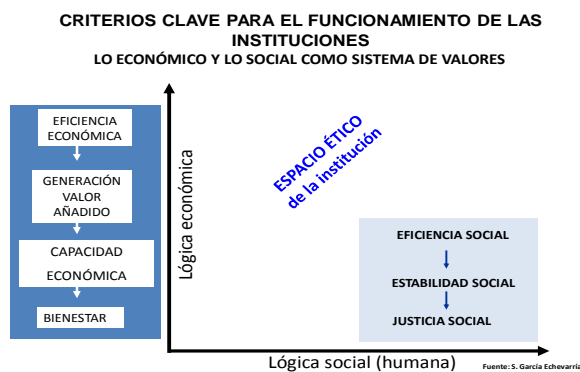 CRITERIOS CLAVE PARA EL FUNCIONAMIENTO DE LAS
INSTITUCIONES
LO ECONÓMICO Y LO SOCIAL COMO SISTEMA DE VALORES
EFICIENCIA
ECONÓMICA
GENERACIÓN
VALOR
AÑADIDO
CAPACIDAD
ECONÓMICA
BIENESTAR
Lógica económica
ESPACIO ÉTICO
de la institución
EFICIENCIA SOCIAL
ESTABILIDAD SOCIAL
JUSTICIA SOCIAL
Lógica social (humana)
Fuente: S. García Echevarría